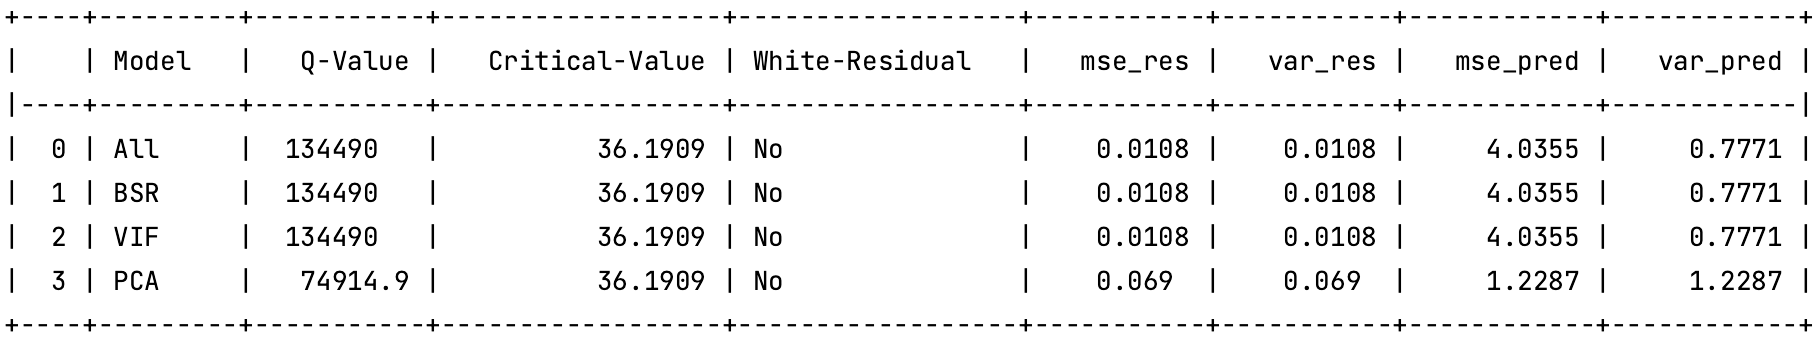 +----+---------+-----------+------------------+------------------+----------+----------+------------+------------+
|    | Model   |   Q-Value |   Critical-Value | White-Residual   |   mse_res |   var_res |   mse_pred |   var_pred |
|----+---------+-----------+------------------+------------------+----------+----------+------------+------------|
|  0 | All     |  134490   |          36.1909 | No               |    0.0108 |    0.0108 |     4.0355 |     0.7771 |
|  1 | BSR     |  134490   |          36.1909 | No               |    0.0108 |    0.0108 |     4.0355 |     0.7771 |
|  2 | VIF     |  134490   |          36.1909 | No               |    0.0108 |    0.0108 |     4.0355 |     0.7771 |
|  3 | PCA     |   74914.9 |          36.1909 | No               |    0.069  |    0.069  |     1.2287 |     1.2287 |
+----+---------+-----------+------------------+------------------+----------+----------+------------+------------+